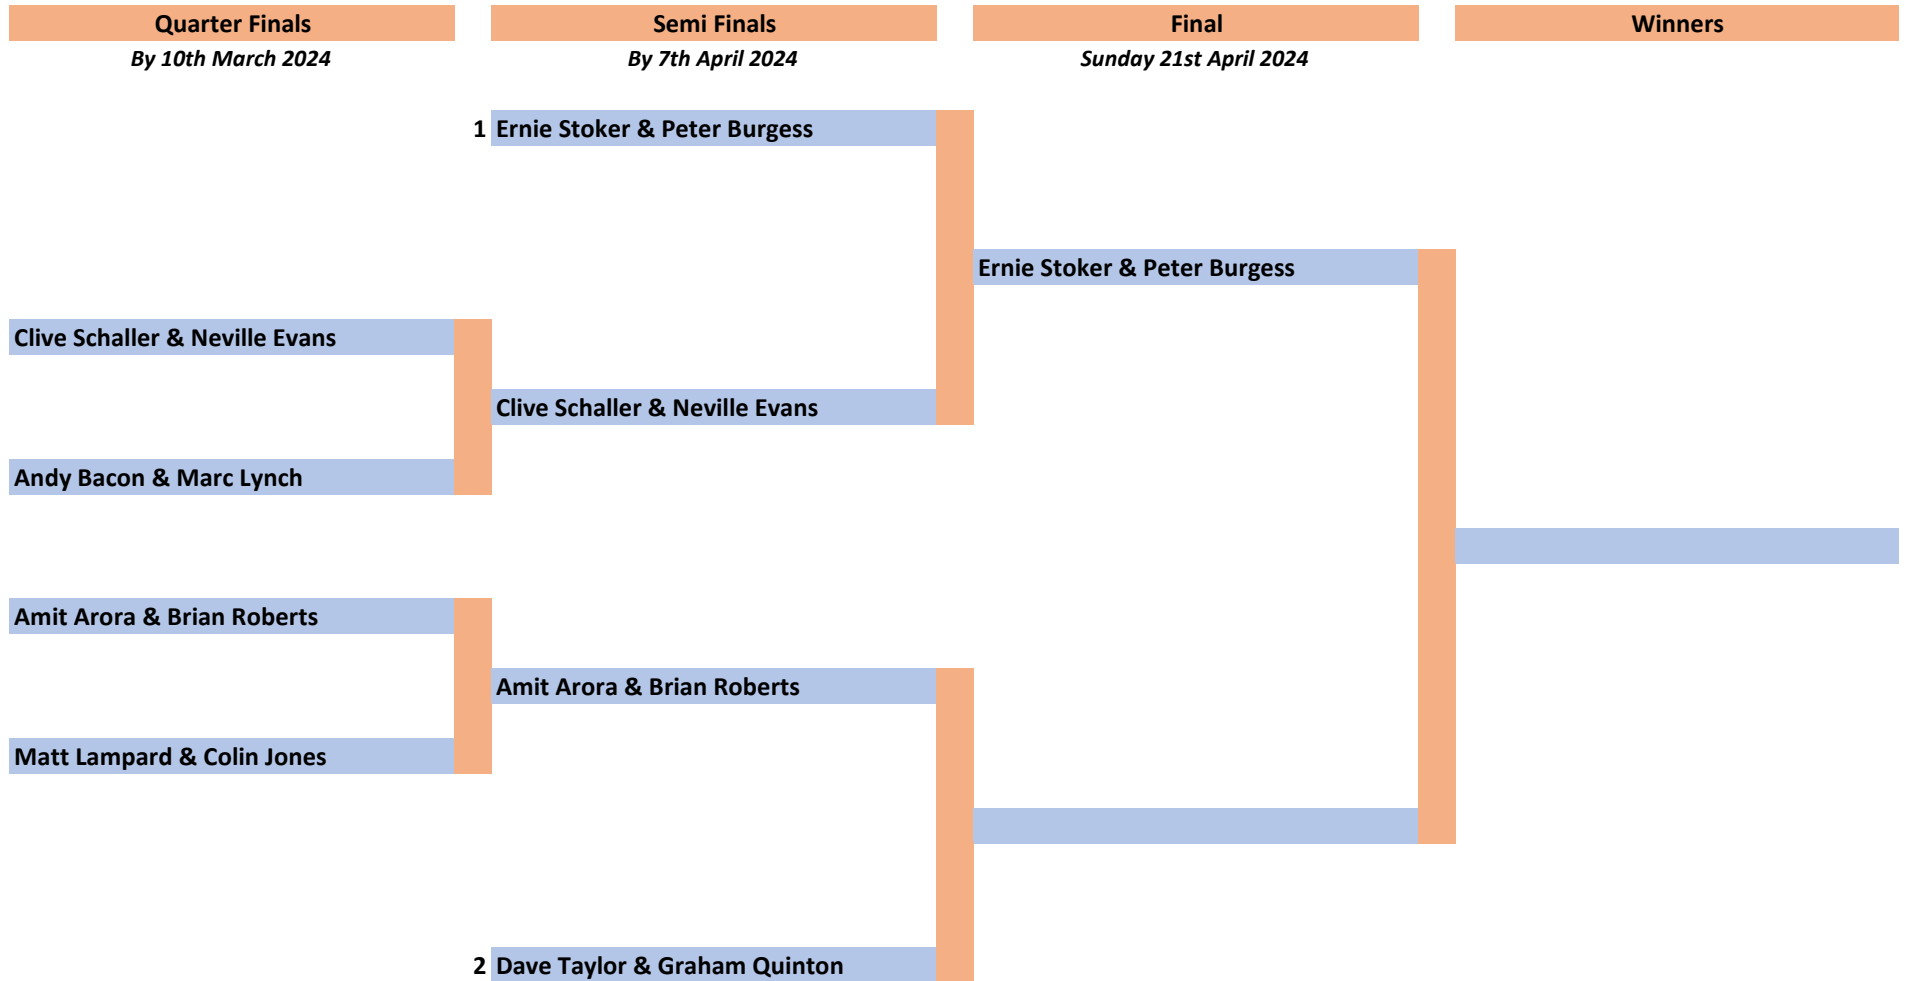 Quarter Finals
Semi Finals
Final
Winners
By 10th March 2024
By 7th April 2024
Sunday 21st April 2024
1 Ernie Stoker & Peter Burgess
Ernie Stoker & Peter Burgess
Clive Schaller & Neville Evans
Clive Schaller & Neville Evans
Andy Bacon & Marc Lynch
Amit Arora & Brian Roberts
Amit Arora & Brian Roberts
Matt Lampard & Colin Jones
2 Dave Taylor & Graham Quinton